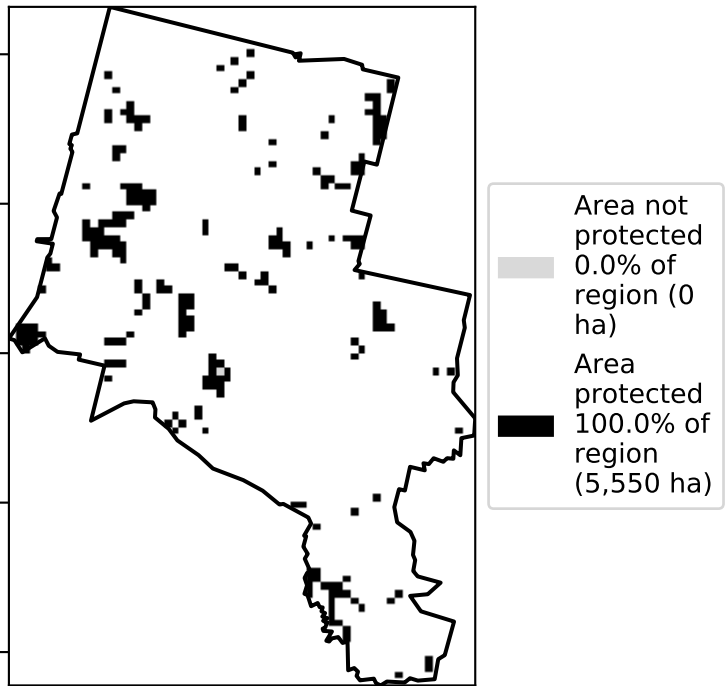 Area not
protected
0.0% of
region (0
ha)
Area
protected
100.0% of
region
(5,550 ha)